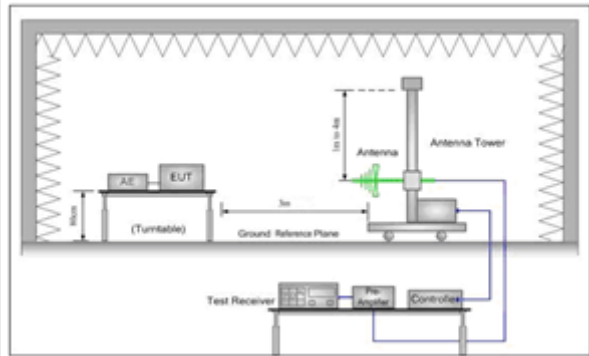 1m to 4m
Antenna Tower
Antenna
AE
EUT
80cm
3m
(Turntable)
Ground Reference Plane
Test Receiver
Pre-
Amplifier
Controller